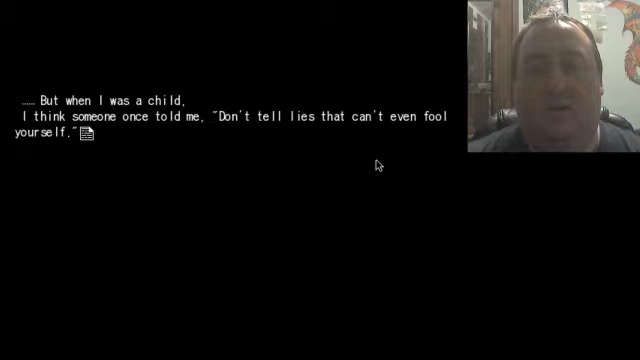 …… But when I was a child,
I think someone once told me, "Don't tell lies that can't even fool
yourself."